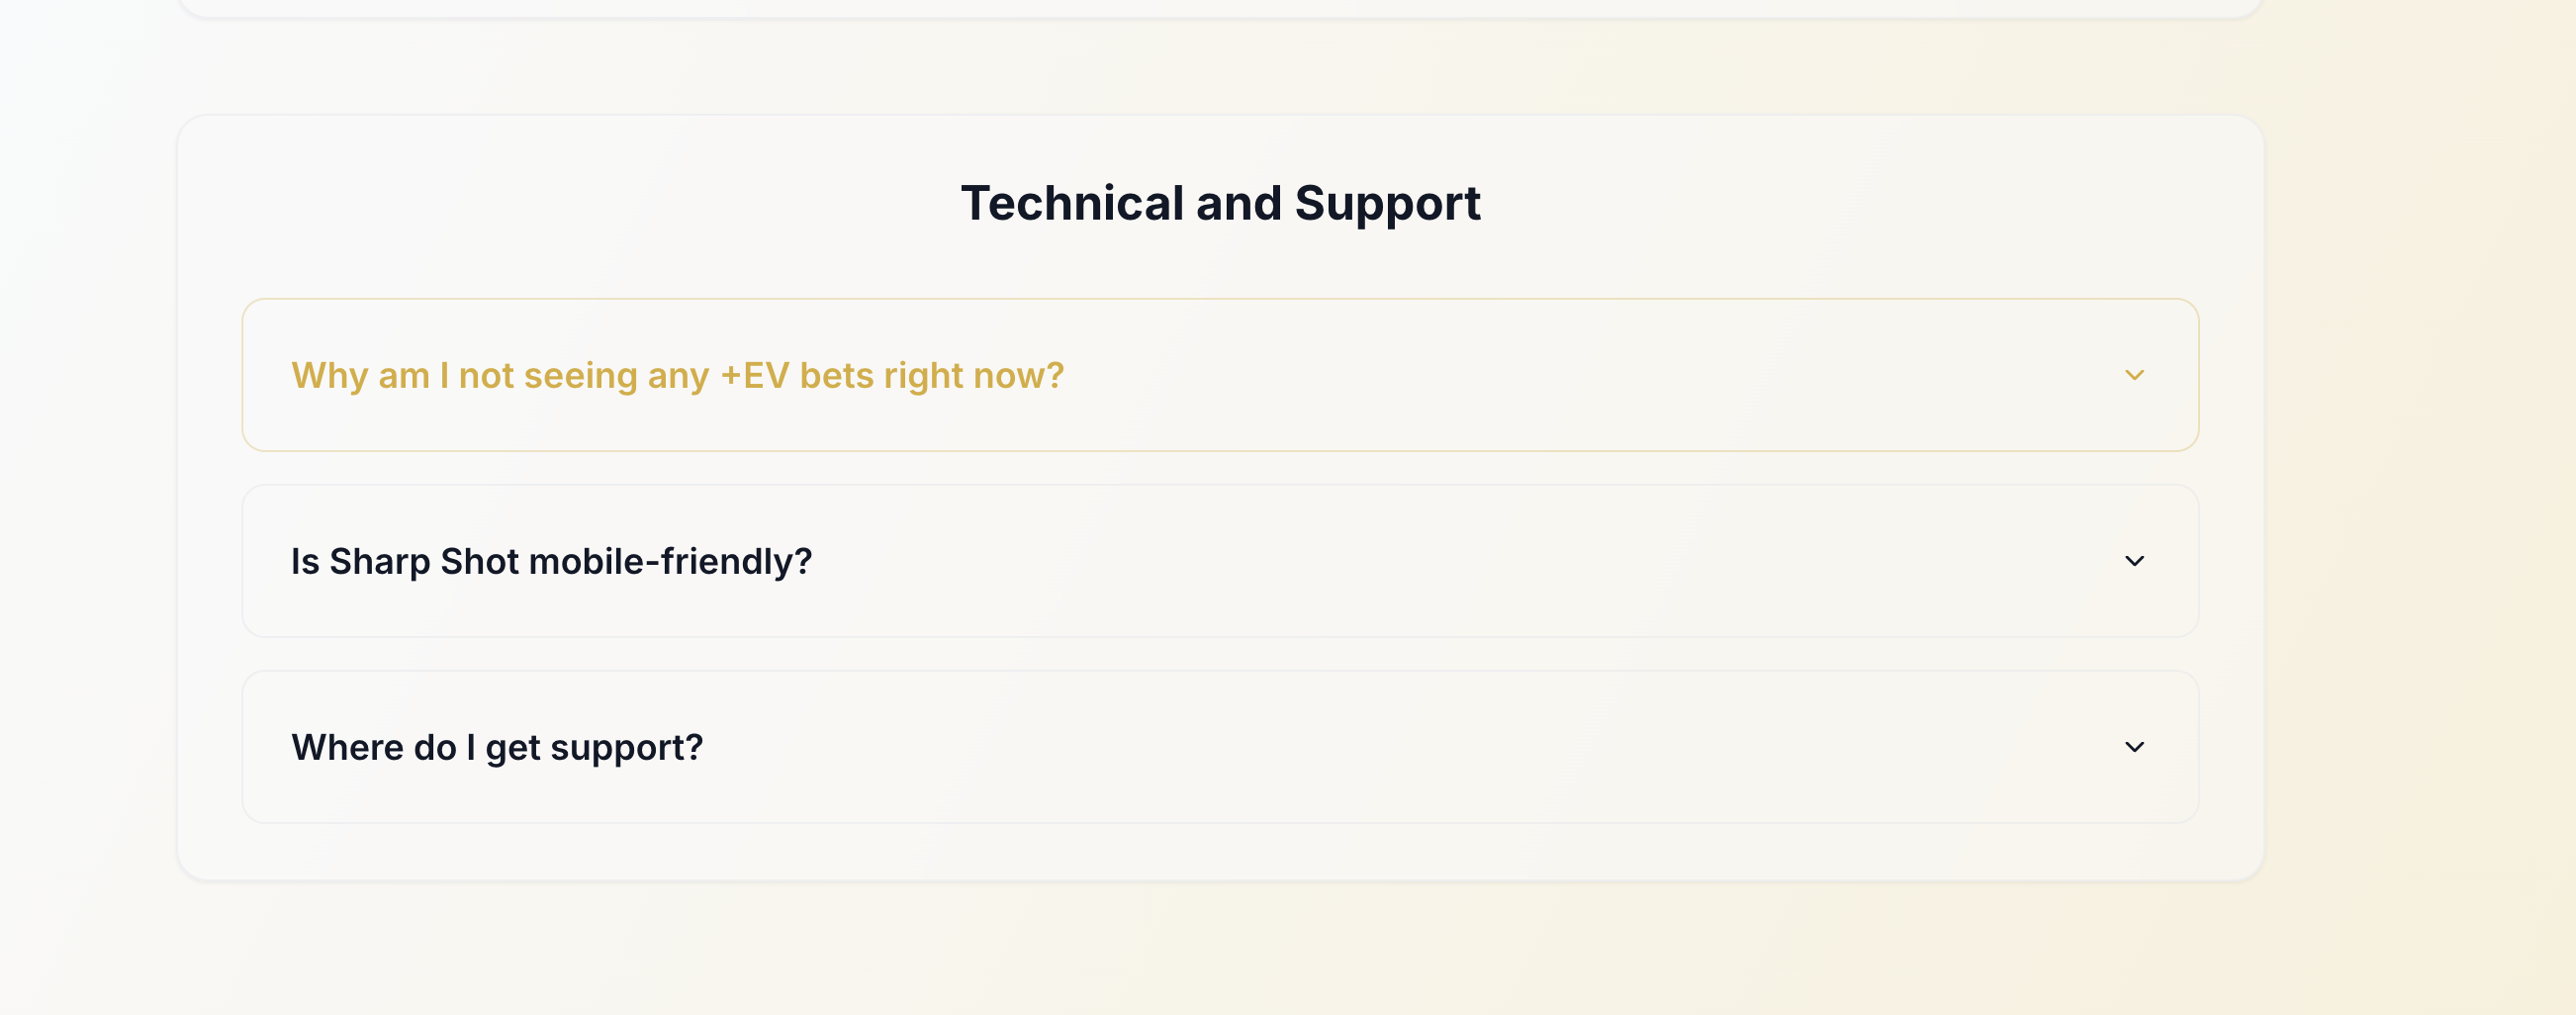 Technical and Support
Why am I not seeing any +EV bets right now?
Is Sharp Shot mobile-friendly?
Where do I get support?